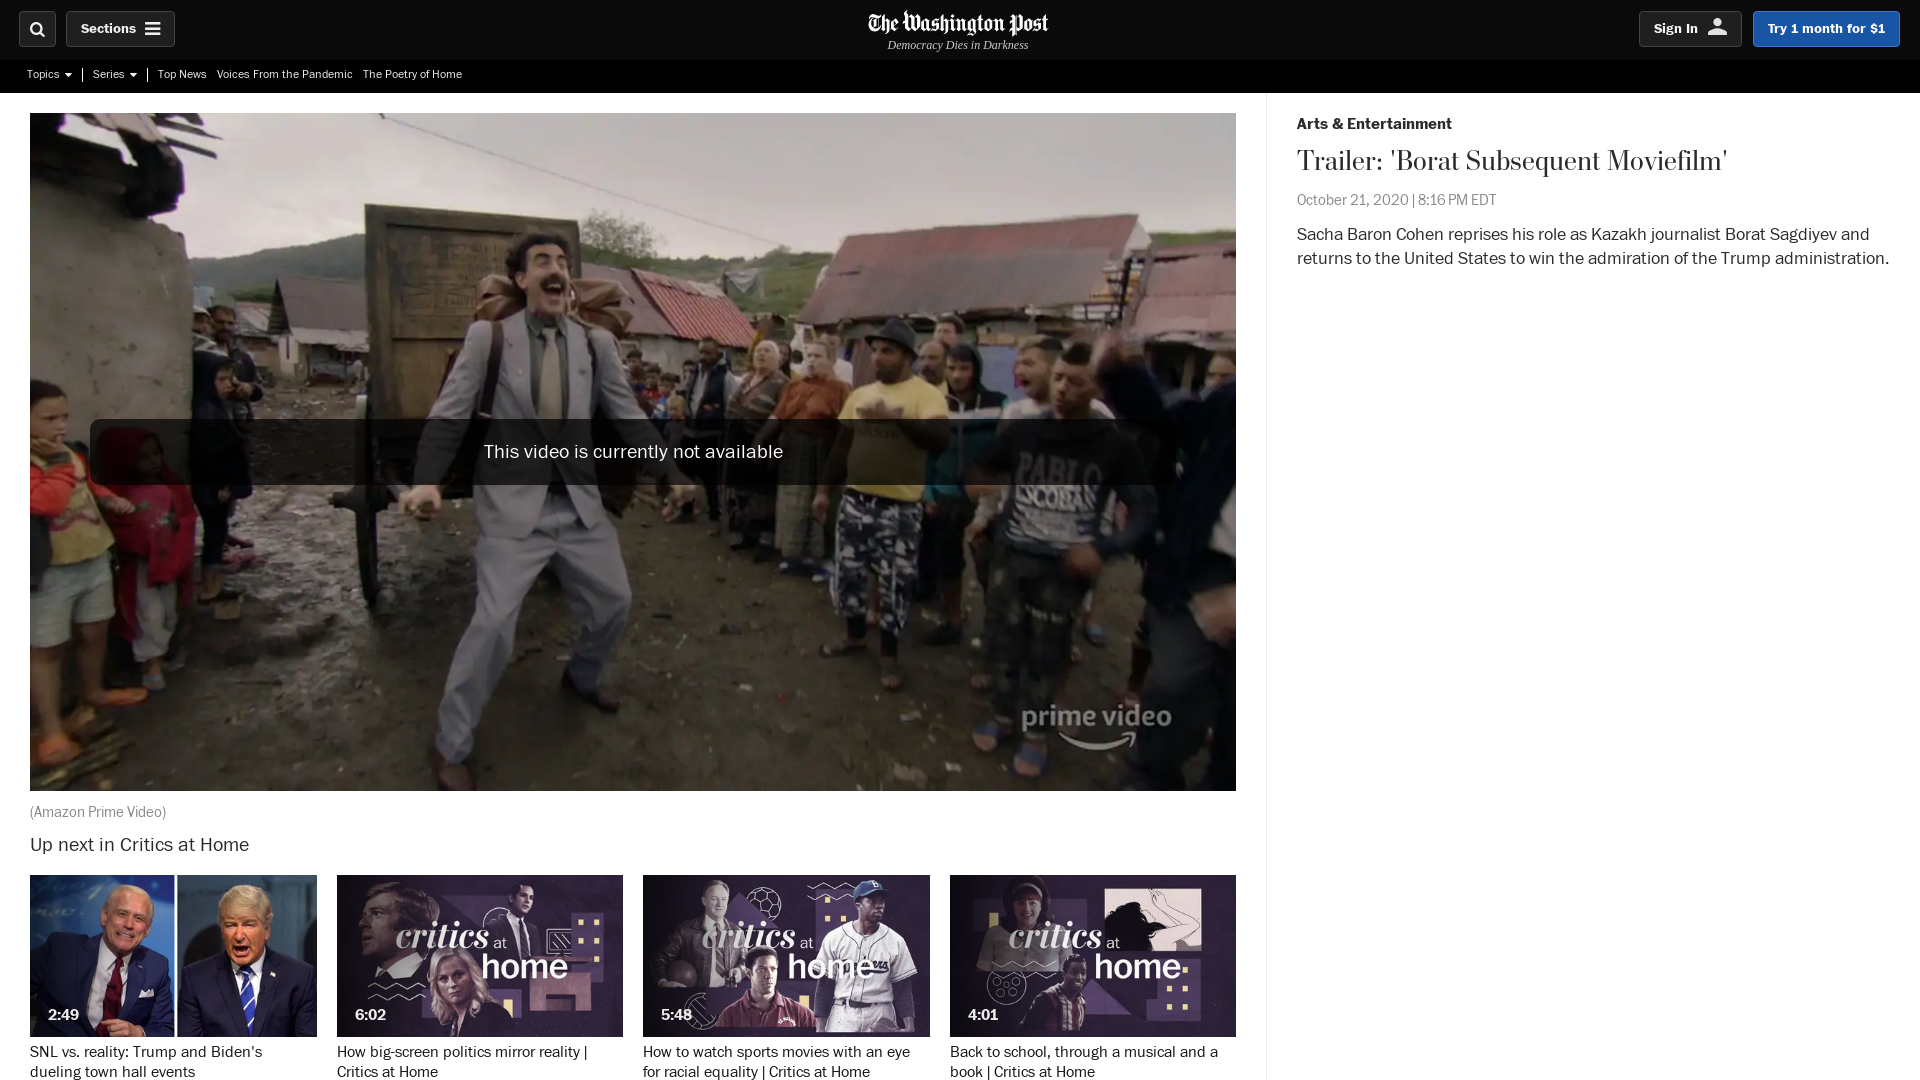 Sections
The Washington Post
Democracy Dies in Darkness
Sign In
Try 1 month for $1
Topics
Series
Top News
Voices From the Pandemic
The Poetry of Home
Arts & Entertainment
Trailer: 'Borat Subsequent Moviefilm'
October 21, 2020 | 8:16 PM EDT
Sacha Baron Cohen reprises his role as Kazakh journalist Borat Sagdiyev and
returns to the United States to win the admiration of the Trump administration.
This video is currently not available
PABLO
prime video
(Amazon Prime Video)
Up next in Critics at Home
2:49
SNL vs. reality: Trump and Biden's
dueling town hall events
critics at
home
6:02
How big-screen politics mirror reality |
Critics at Home
critics at
home
5:48
How to watch sports movies with an eye
for racial equality | Critics at Home
critics at
home
4:01
Back to school, through a musical and a
book | Critics at Home